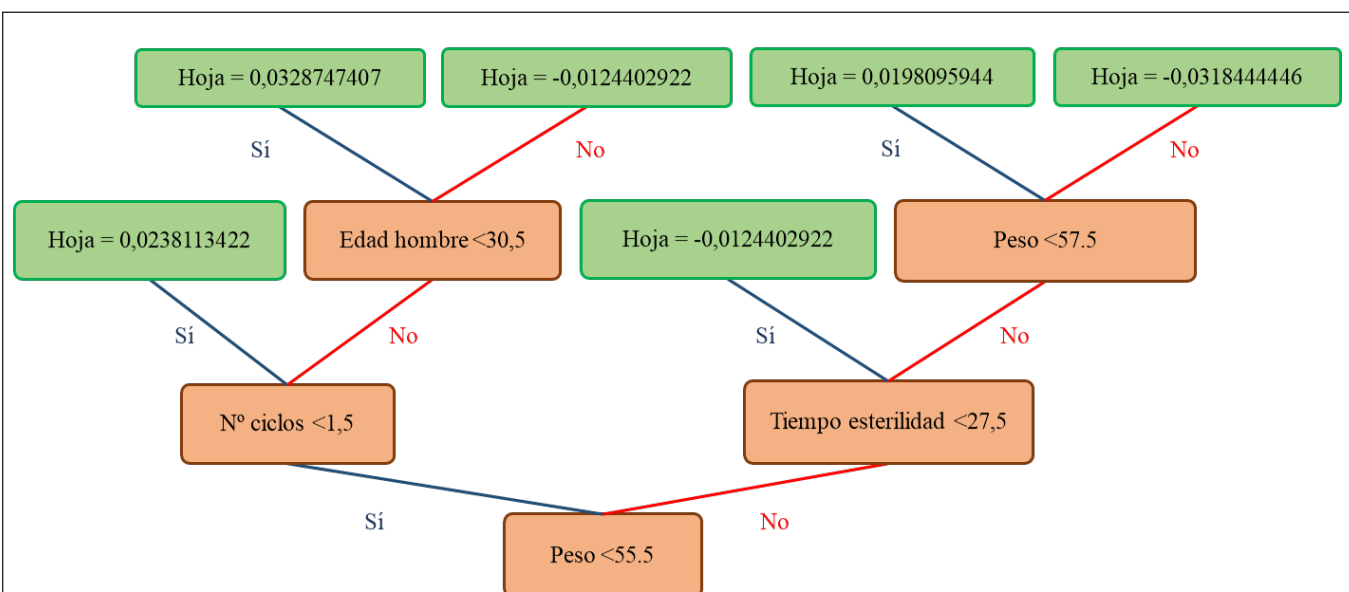 Hoja = 0,0328747407
Hoja = -0,0124402922
Hoja = 0,0198095944
Hoja = -0,0318444446
Sí
No
Sí
No
Hoja = 0,0238113422
Edad hombre <30,5
Hoja = -0,0124402922
Peso <57.5
Sí
No
Sí
No
Nº ciclos <1,5
Tiempo esterilidad <27,5
Sí
No
Peso <55.5